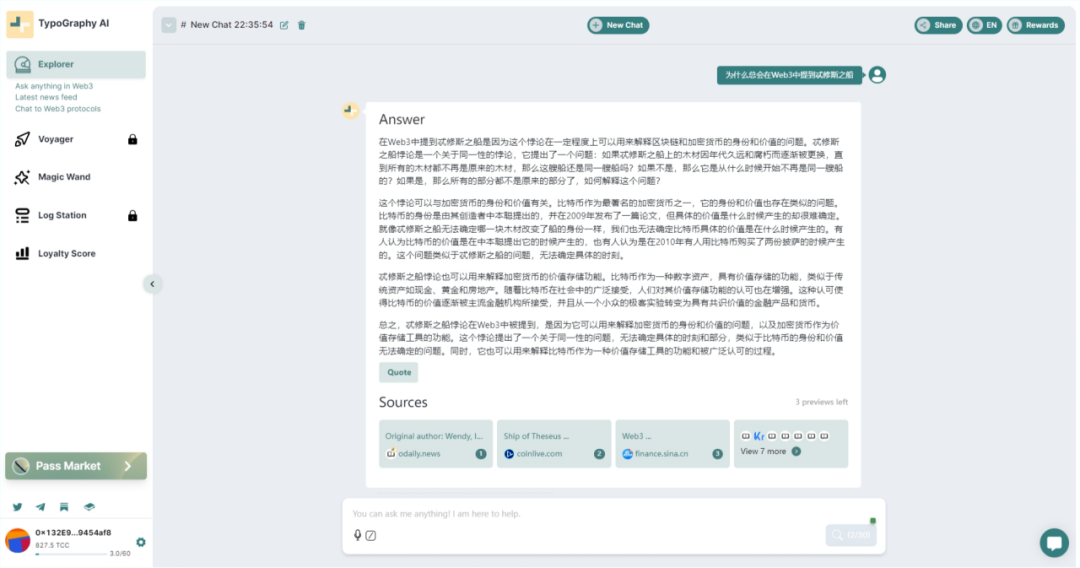 TypoGraphy AI
# New Chat 22:35:54
New Chat
Share
EN
Rewards
Explorer
Ask anything in Web3
Latest news feed
Chat to Web3 protocols
Voyager
Magic Wand
Log Station
Loyalty Score
为什么总会在Web3中提到忒修斯之船
Answer
在Web3中提到忒修斯之船是因为这个悖论在一定程度上可以用来解释区块链和加密货币的身份和价值的问题。忒修斯
之船悖论是一个关于同一性的悖论，它提出了一个问题：如果忒修斯之船上的木材因年代久远和腐朽而逐渐被更换，直
到所有的木材都不再是原来的木材，那么这艘船还是同一艘船吗？如果不是，那么它是从什么时候开始不再是同一艘船
的？如果是，那么所有的部分都不是原来的部分了，如何解释这个问题？
这个悖论可以与加密货币的身份和价值有关。比特币作为最著名的加密货币之一，它的身份和价值也存在类似的问题。
比特币的身份是由其创造者中本聪提出的，并在2009年发布了一篇论文，但具体的价值是什么时候产生的却很难确定。
就像忒修斯之船无法确定哪一块木材改变了船的身份一样，我们也无法确定比特币具体的价值是在什么时候产生的。有
人认为比特币的价值是在中本聪提出它的时候产生的，也有人认为是在2010年有人用比特币购买了两份披萨的时候产生
的。这个问题类似于忒修斯之船的问题，无法确定具体的时刻。
忒修斯之船悖论也可以用来解释加密货币的价值存储功能。比特币作为一种数字资产，具有价值存储的功能，类似于传
统资产如现金、黄金和房地产。随着比特币在社会中的广泛接受，人们对其价值存储功能的认可也在增强。这种认可使
得比特币的价值逐渐被主流金融机构所接受，并且从一个小众的极客实验转变为具有共识价值的金融产品和货币。
总之，忒修斯之船悖论在Web3中被提到，是因为它可以用来解释加密货币的身份和价值的问题，以及加密货币作为价
值存储工具的功能。这个悖论提出了一个关于同一性的问题，无法确定具体的时刻和部分，类似于比特币的身份和价值
无法确定的问题。同时，它也可以用来解释比特币作为一种价值存储工具的功能和被广泛认可的过程。
Quote
Sources
3 previews left
Original author: Wendy, I...
odaily.news
1
Ship of Theseus ...
coinlive.com
2
Web3 ...
finance.sina.cn
3
Kr
View 7 more
You can ask me anything! I am here to help.
Pass Market
0x132E9...9454af8
827.5 TCC
3.0/60